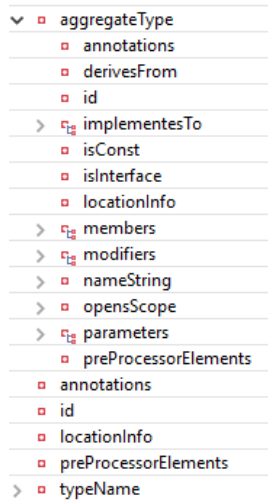 aggregateType
annotations
derivesFrom
id
implementesTo
isConst
isInterface
locationInfo
members
modifiers
nameString
opensScope
parameters
preProcessorElements
annotations
id
locationInfo
preProcessorElements
typeName